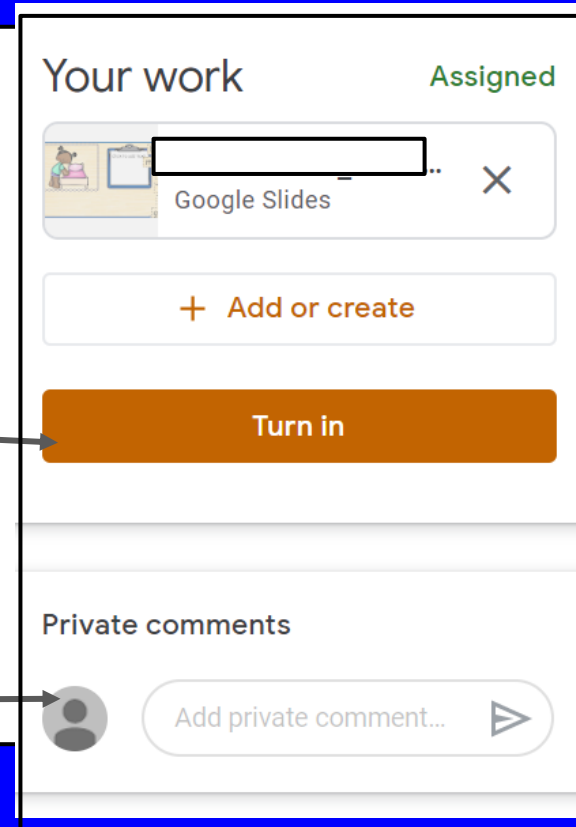 Your work
Assigned
Google Slides
+ Add or create
Turn in
Private comments
Add private comment...